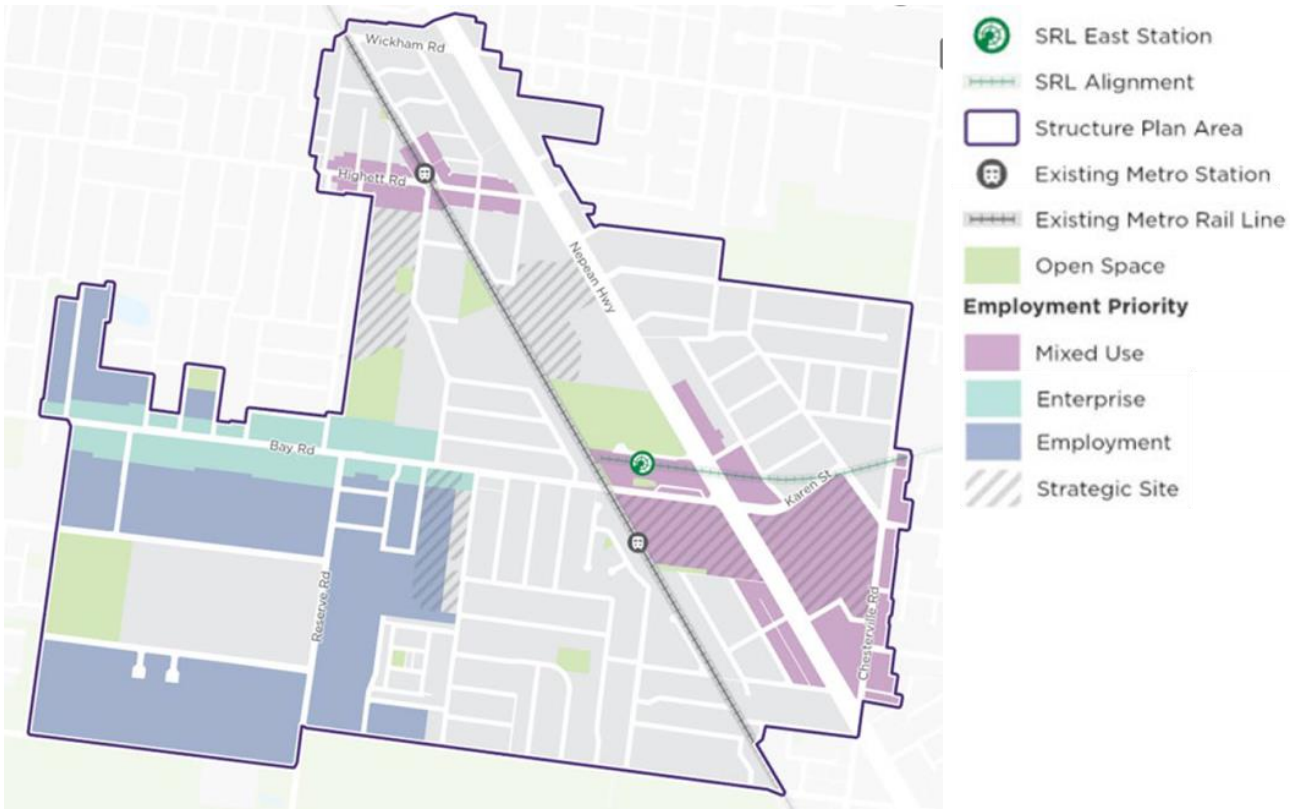 Wickham Rd
Highett Rd
Nepean Hwy
Bay Rd
Karen St
Reserve Rd
Chesterville Rd
SRL East Station
SRL Alignment
Structure Plan Area
Existing Metro Station
Existing Metro Rail Line
Open Space
Employment Priority
Mixed Use
Enterprise
Employment
Strategic Site